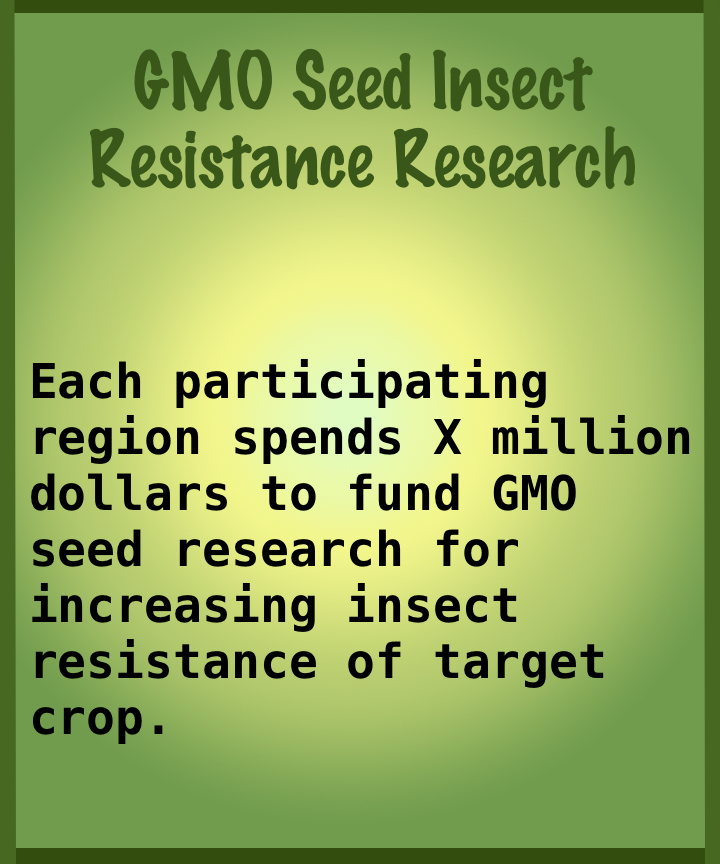 GMO Seed Insect
Resistance Research
Each participating
region spends X million
dollars to fund GMO
seed research for
increasing insect
resistance of target
crop.